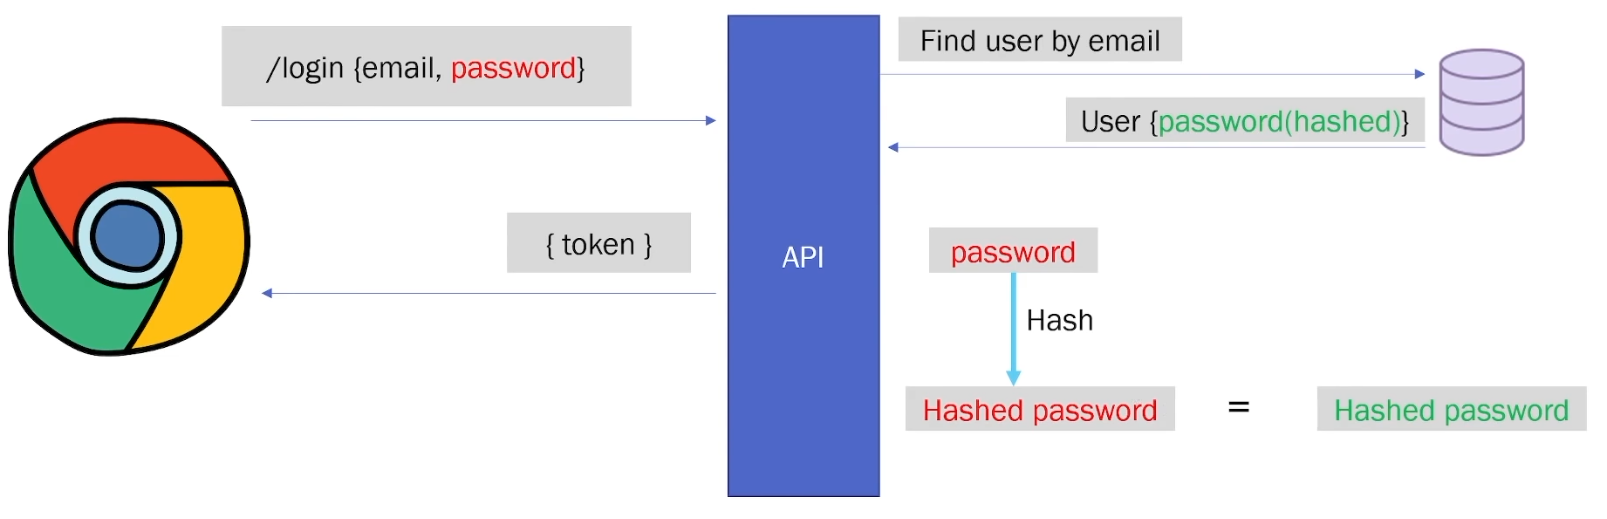 /login {email, password}
Find user by email
User {password(hashed)}
{ token }
API
password
Hash
Hashed password
=
Hashed password